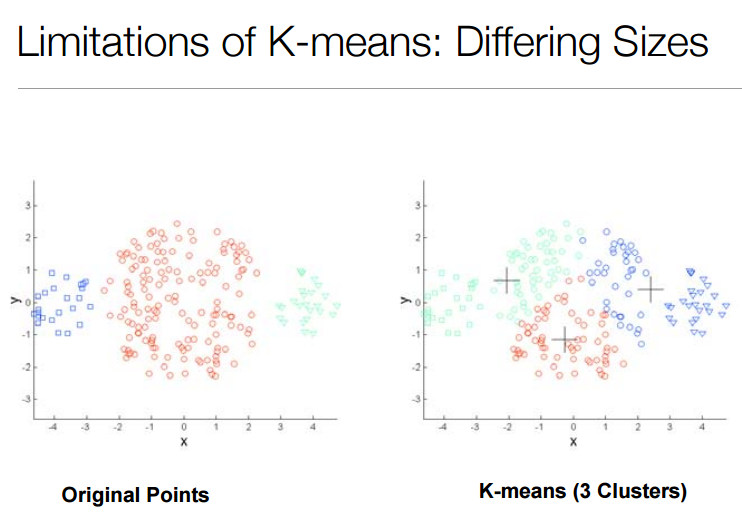 Limitations of K-means: Differing Sizes
3
2
1
0
-1
-2
-3
y
-4 -3 -2 -1 0 1 2 3 4
x
3
2
1
0
-1
-2
-3
y
-4 -3 -2 -1 0 1 2 3 4
x
Original Points
K-means (3 Clusters)